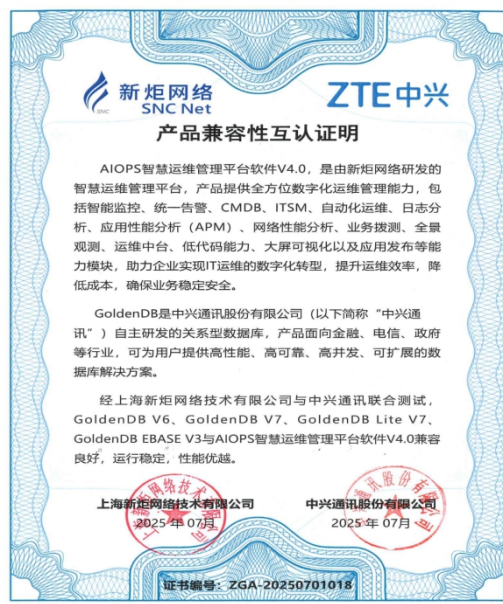 新炬网络
SNC Net
SNC
ZTE中兴
产品兼容性互认证明
AIOPS智慧运维管理平台软件V4.0，是由新炬网络研发的
智慧运维管理平台，产品提供全方位数字化运维管理能力，包
括智能监控、统一告警、CMDB、ITSM、自动化运维、日志分
析、应用性能分析（APM）、网络性能分析、业务拨测、全景
观测、运维中台、低代码能力、大屏可视化以及应用发布等能
力模块，助力企业实现IT运维的数字化转型，提升运维效率，降
低成本，确保业务稳定安全。
GoldenDB是中兴通讯股份有限公司（以下简称“中兴通
讯”）自主研发的关系型数据库，产品面向金融、电信、政府
等行业，可为用户提供高性能、高可靠、高并发、可扩展的数
据库解决方案。
经上海新炬网络技术有限公司与中兴通讯联合测试，
GoldenDB V6、GoldenDB V7、GoldenDB Lite V7、
GoldenDB EBASE V3与AIOPS智慧运维管理平台软件V4.0兼容
良好，运行稳定，性能优越。
上海新炬网络技术有限公司
2025 年 07月
中兴通讯股份有限公司
2025 年 07月
证书编号：ZGA-20250701018